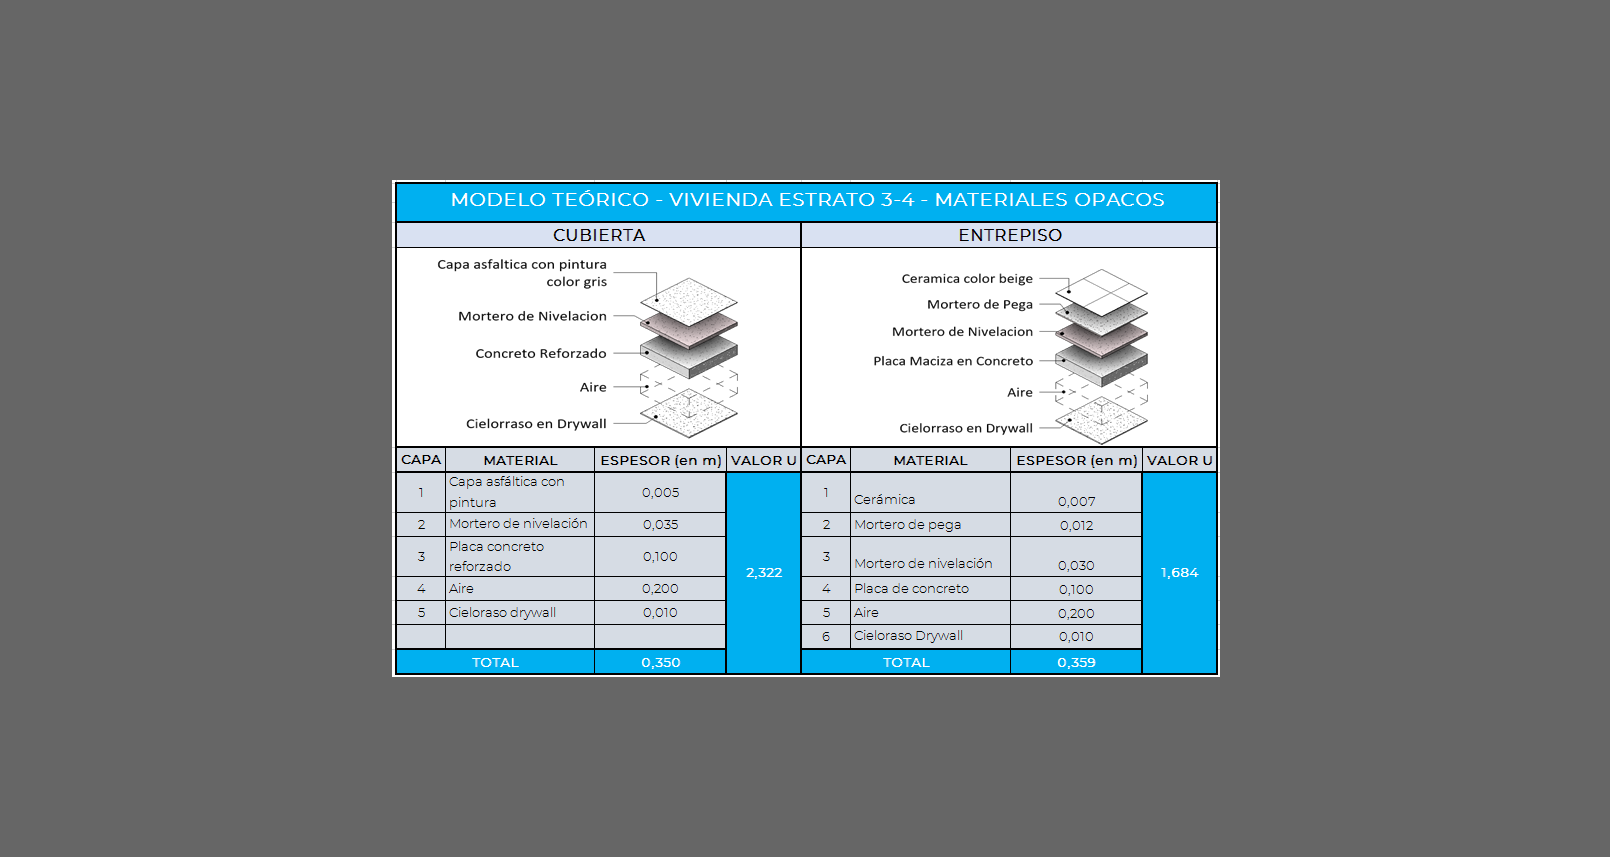 MODELO TEÓRICO - VIVIENDA ESTRATO 3-4 - MATERIALES OPACOS
CUBIERTA
Capa asfaltica con pintura
color gris
Mortero de Nivelacion
Concreto Reforzado
Aire
Cielorraso en Drywall
ENTREPISO
Ceramica color beige
Mortero de Pega
Mortero de Nivelacion
Placa Maciza en Concreto
Aire
Cielorraso en Drywall
CAPA MATERIAL ESPESOR (en m) VALOR U
1 Capa asfáltica con
pintura 0,005
2 Mortero de nivelación 0,035
3 Placa concreto
reforzado 0,100
4 Aire 0,200
5 Cieloraso drywall 0,010
2,322
TOTAL 0,350
CAPA MATERIAL ESPESOR (en m) VALOR U
1 Cerámica 0,007
2 Mortero de pega 0,012
3 Mortero de nivelación 0,030
4 Placa de concreto 0,100
5 Aire 0,200
6 Cieloraso Drywall 0,010
1,684
TOTAL 0,359